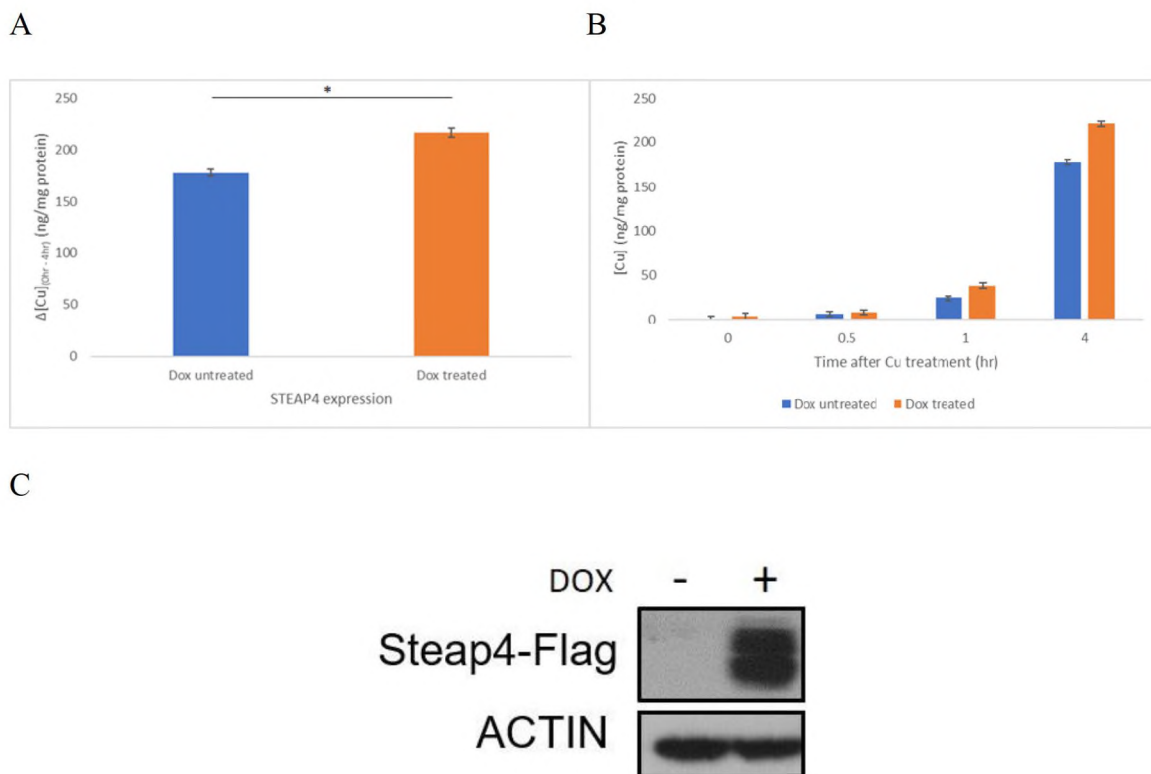 A
B
250
200
150
100
50
0
Δ[Cu](0hr - 4hr) (ng/mg protein)
*
Dox untreated
Dox treated
STEAP4 expression
250
200
150
100
50
0
[Cu] (ng/mg protein)
0
0.5
1
4
Time after Cu treatment (hr)
Dox untreated
Dox treated
C
DOX - +
Steap4-Flag
ACTIN